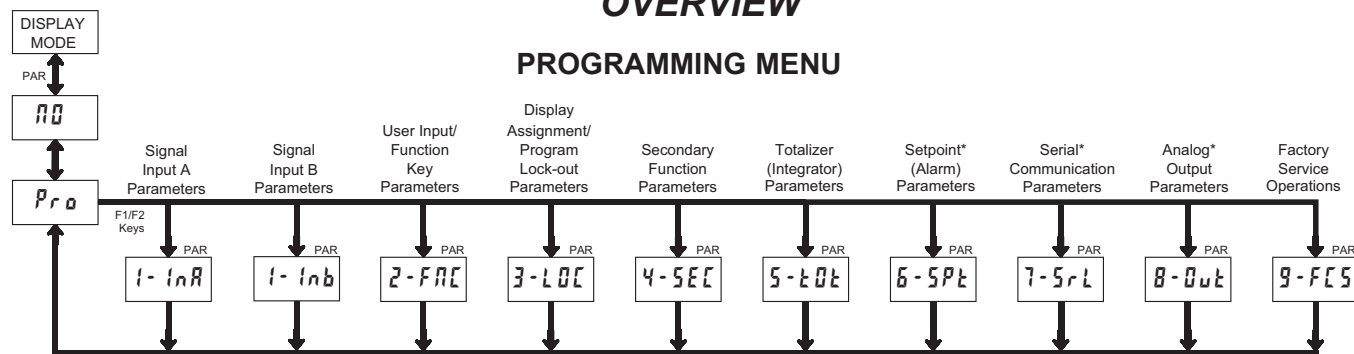 OVERVIEW
PROGRAMMING MENU
DISPLAY
MODE
PAR
NO
Pro
F1/F2
Keys
Signal
Input A
Parameters
Signal
Input B
Parameters
User Input/
Function
Key
Parameters
Display
Assignment/
Program
Lock-out
Parameters
Secondary
Function
Parameters
Totalizer
(Integrator)
Parameters
Setpoint*
(Alarm)
Parameters
Serial*
Communication
Parameters
Analog*
Output
Parameters
Factory
Service
Operations
PAR
PAR
PAR
PAR
PAR
PAR
PAR
PAR
PAR
PAR
1-InA
1-Inb
2-FNC
3-LOC
4-SEC
5-tOt
6-SPt
7-SrL
8-Out
9-FCS